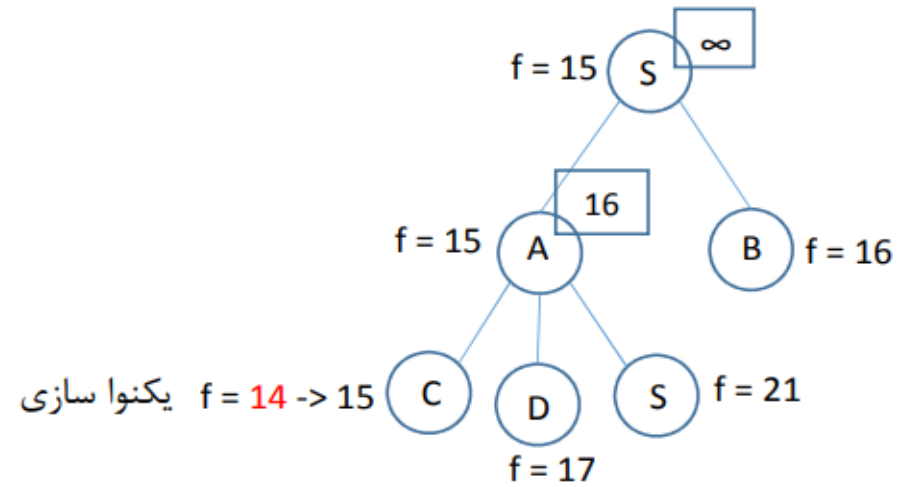 ∞
f = 15 S
16
f = 15 A B f = 16
یکنوا سازی f = 14 -> 15 C D S f = 21
f = 17